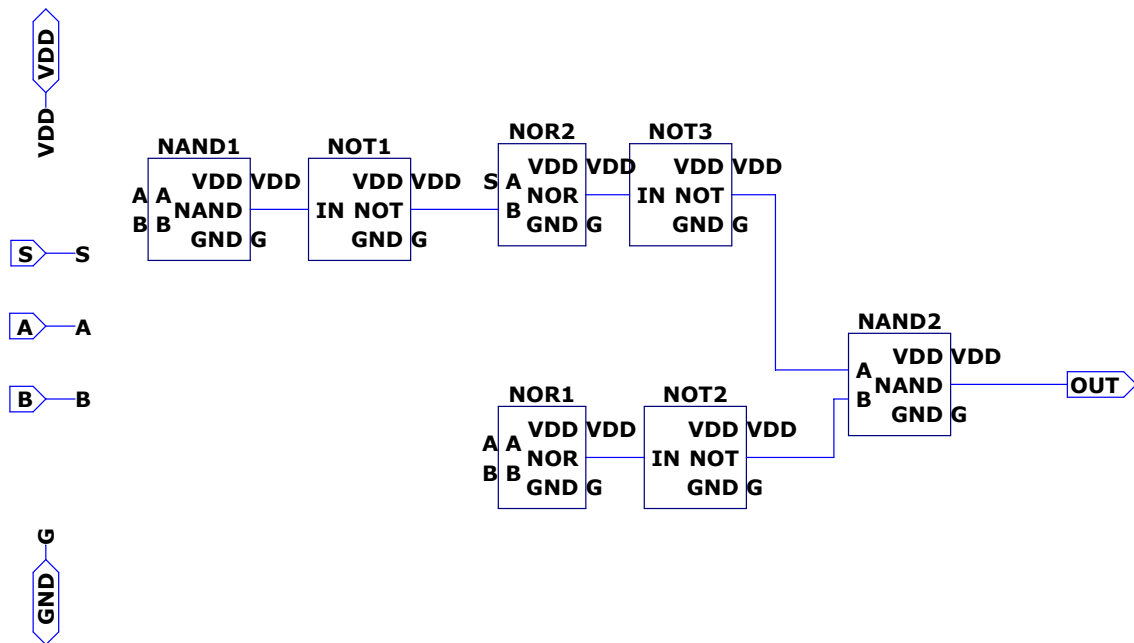 VDD
VDD
NAND1
A A VDD VDD
B B NAND
GND G
NOT1
VDD VDD
IN NOT
GND G
NOR2
S A VDD VDD
B NOR
GND G
NOT3
VDD VDD
IN NOT
GND G
S S
A A
B B
NAND2
A VDD VDD
B NAND
GND G
OUT
NOR1
A A VDD VDD
B B NOR
GND G
NOT2
VDD VDD
IN NOT
GND G
G
GND